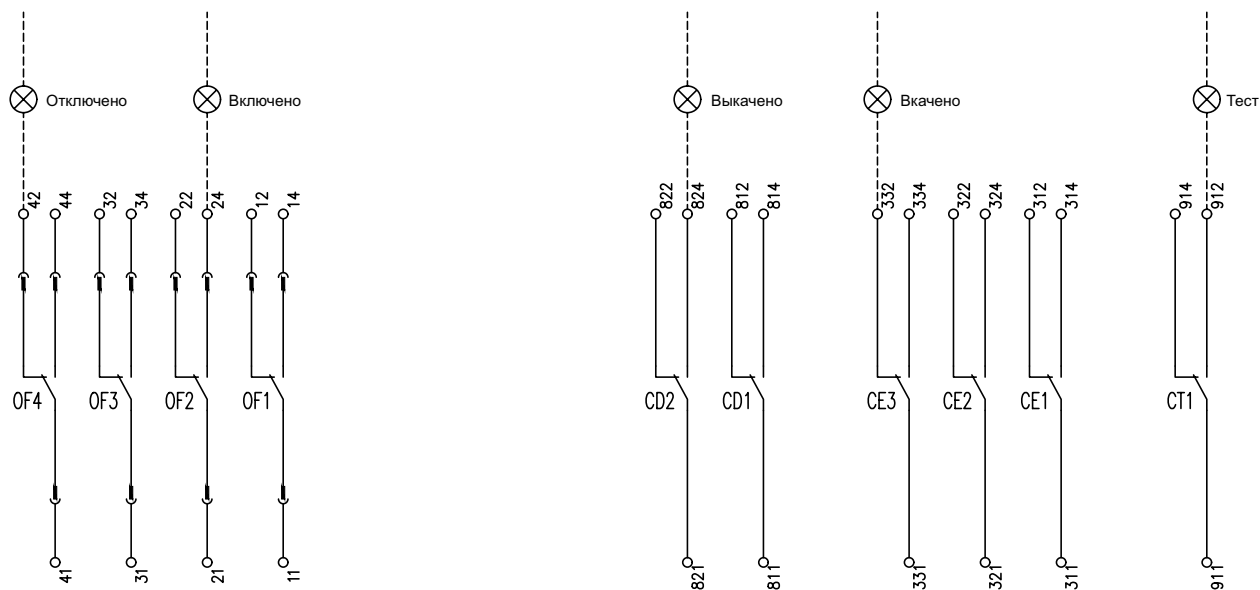 Отключено Включено Выкачено Вкачено Тест
42 44 32 34 22 24 12 14 822 824 812 814 332 334 322 324 312 314 914 912
OF4 OF3 OF2 OF1 CD2 CD1 CE3 CE2 CE1 CT1
41 31 21 11 821 811 331 321 311 911